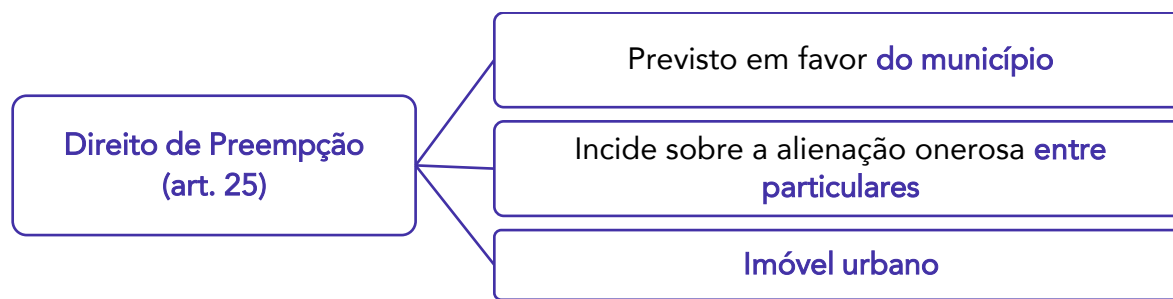 Direito de Preempção
(art. 25)
Previsto em favor do município
Incide sobre a alienação onerosa entre
particulares
Imóvel urbano